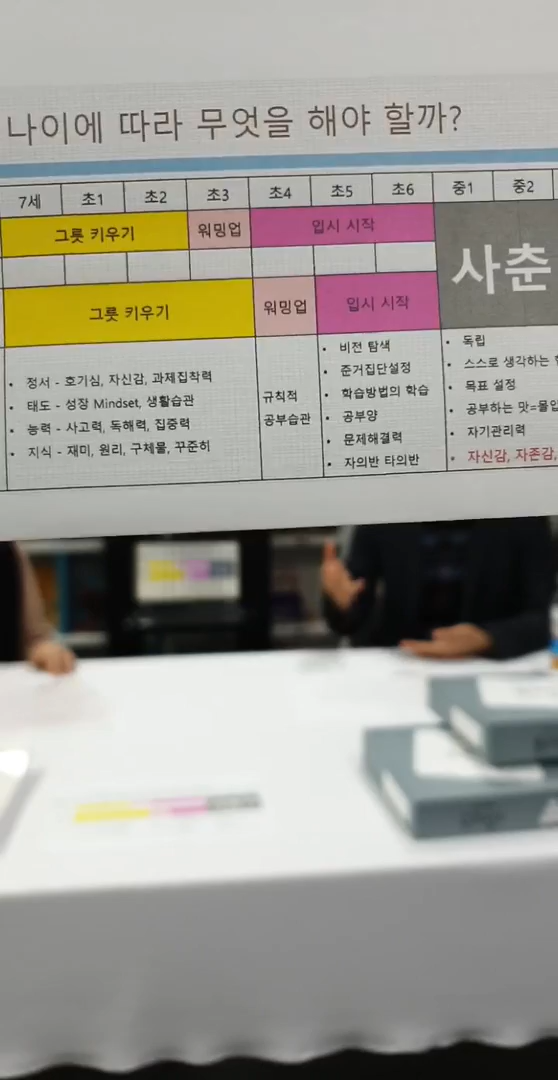 나이에 따라 무엇을 해야 할까?
7세 초1 초2 초3 초4 초5 초6 중1 중2
그릇 키우기 워밍업 입시 시작
사춘
그릇 키우기 워밍업 입시 시작
• 정서 - 호기심, 자신감, 과제집착력
• 태도 - 성장 Mindset, 생활습관
• 능력 - 사고력, 독해력, 집중력
• 지식 - 재미, 원리, 구체물, 꾸준히
규칙적
공부습관
• 비전 탐색
• 준거집단설정
• 학습방법의 학습
• 공부양
• 문제해결력
• 자의반 타의반
• 독립
• 스스로 생각하는
• 목표 설정
• 공부하는 맛=몰입
• 자기관리력
• 자신감, 자존감,